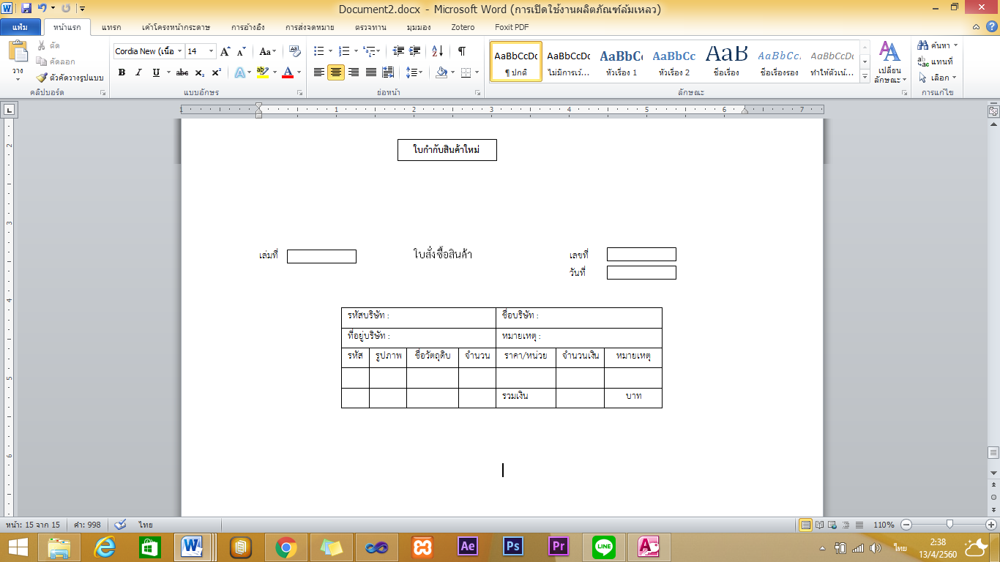 Document2.docx - Microsoft Word (การเปิดใช้งานผลิตภัณฑ์ล้มเหลว)
แฟ้ม หน้าแรก แทรก เค้าโครงหน้ากระดาษ การอ้างอิง การส่งจดหมาย ตรวจทาน มุมมอง Zotero Foxit PDF
วาง
ตัด
คัดลอก
ตัวคัดวางรูปแบบ
คลิปบอร์ด
Cordia New (เนื้อ 14
แบบอักษร
ย่อหน้า
AaBbCcDc AaBbCcDc AaBbCc AaBbCc AaB AaBbCcL AaBbCcDc
¶ ปกติ ไม่มีการเว้... หัวเรื่อง 1 หัวเรื่อง 2 ชื่อเรื่อง ชื่อเรื่องรอง ทำให้ตัวเน้...
ลักษณะ
เปลี่ยน
ลักษณะ
ค้นหา
แทนที่
เลือก
การแก้ไข
1 1 2 3 4 5 6 7
2
3
4
5
6
ใบกำกับสินค้าใหม่
เล่มที่ ใบสั่งซื้อสินค้า เลขที่
วันที่
รหัสบริษัท : ชื่อบริษัท :
ที่อยู่บริษัท : หมายเหตุ :
รหัส รูปภาพ ชื่อวัตถุดิบ จำนวน ราคา/หน่วย จำนวนเงิน หมายเหตุ
รวมเงิน บาท
หน้า: 15 จาก 15 คำ: 998 ไทย 110%
Ae Ps Pr LINE
ไทย
2:38
13/4/2560